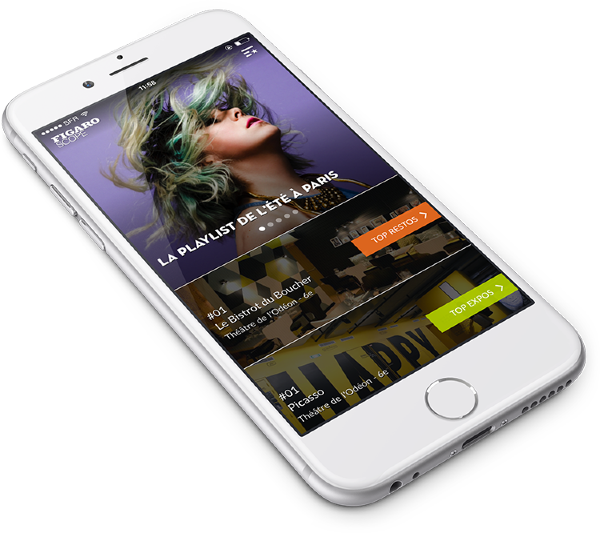 SFR
11:58
FIGARO
SCOPE
LA PLAYLIST DE L'ÉTÉ À PARIS
TOP RESTOS
#01
Le Bistrot du Boucher
Théâtre de l'Odéon - 6e
TOP EXPOS
HAPPY
#01
Picasso
Théâtre de l'Odéon - 6e